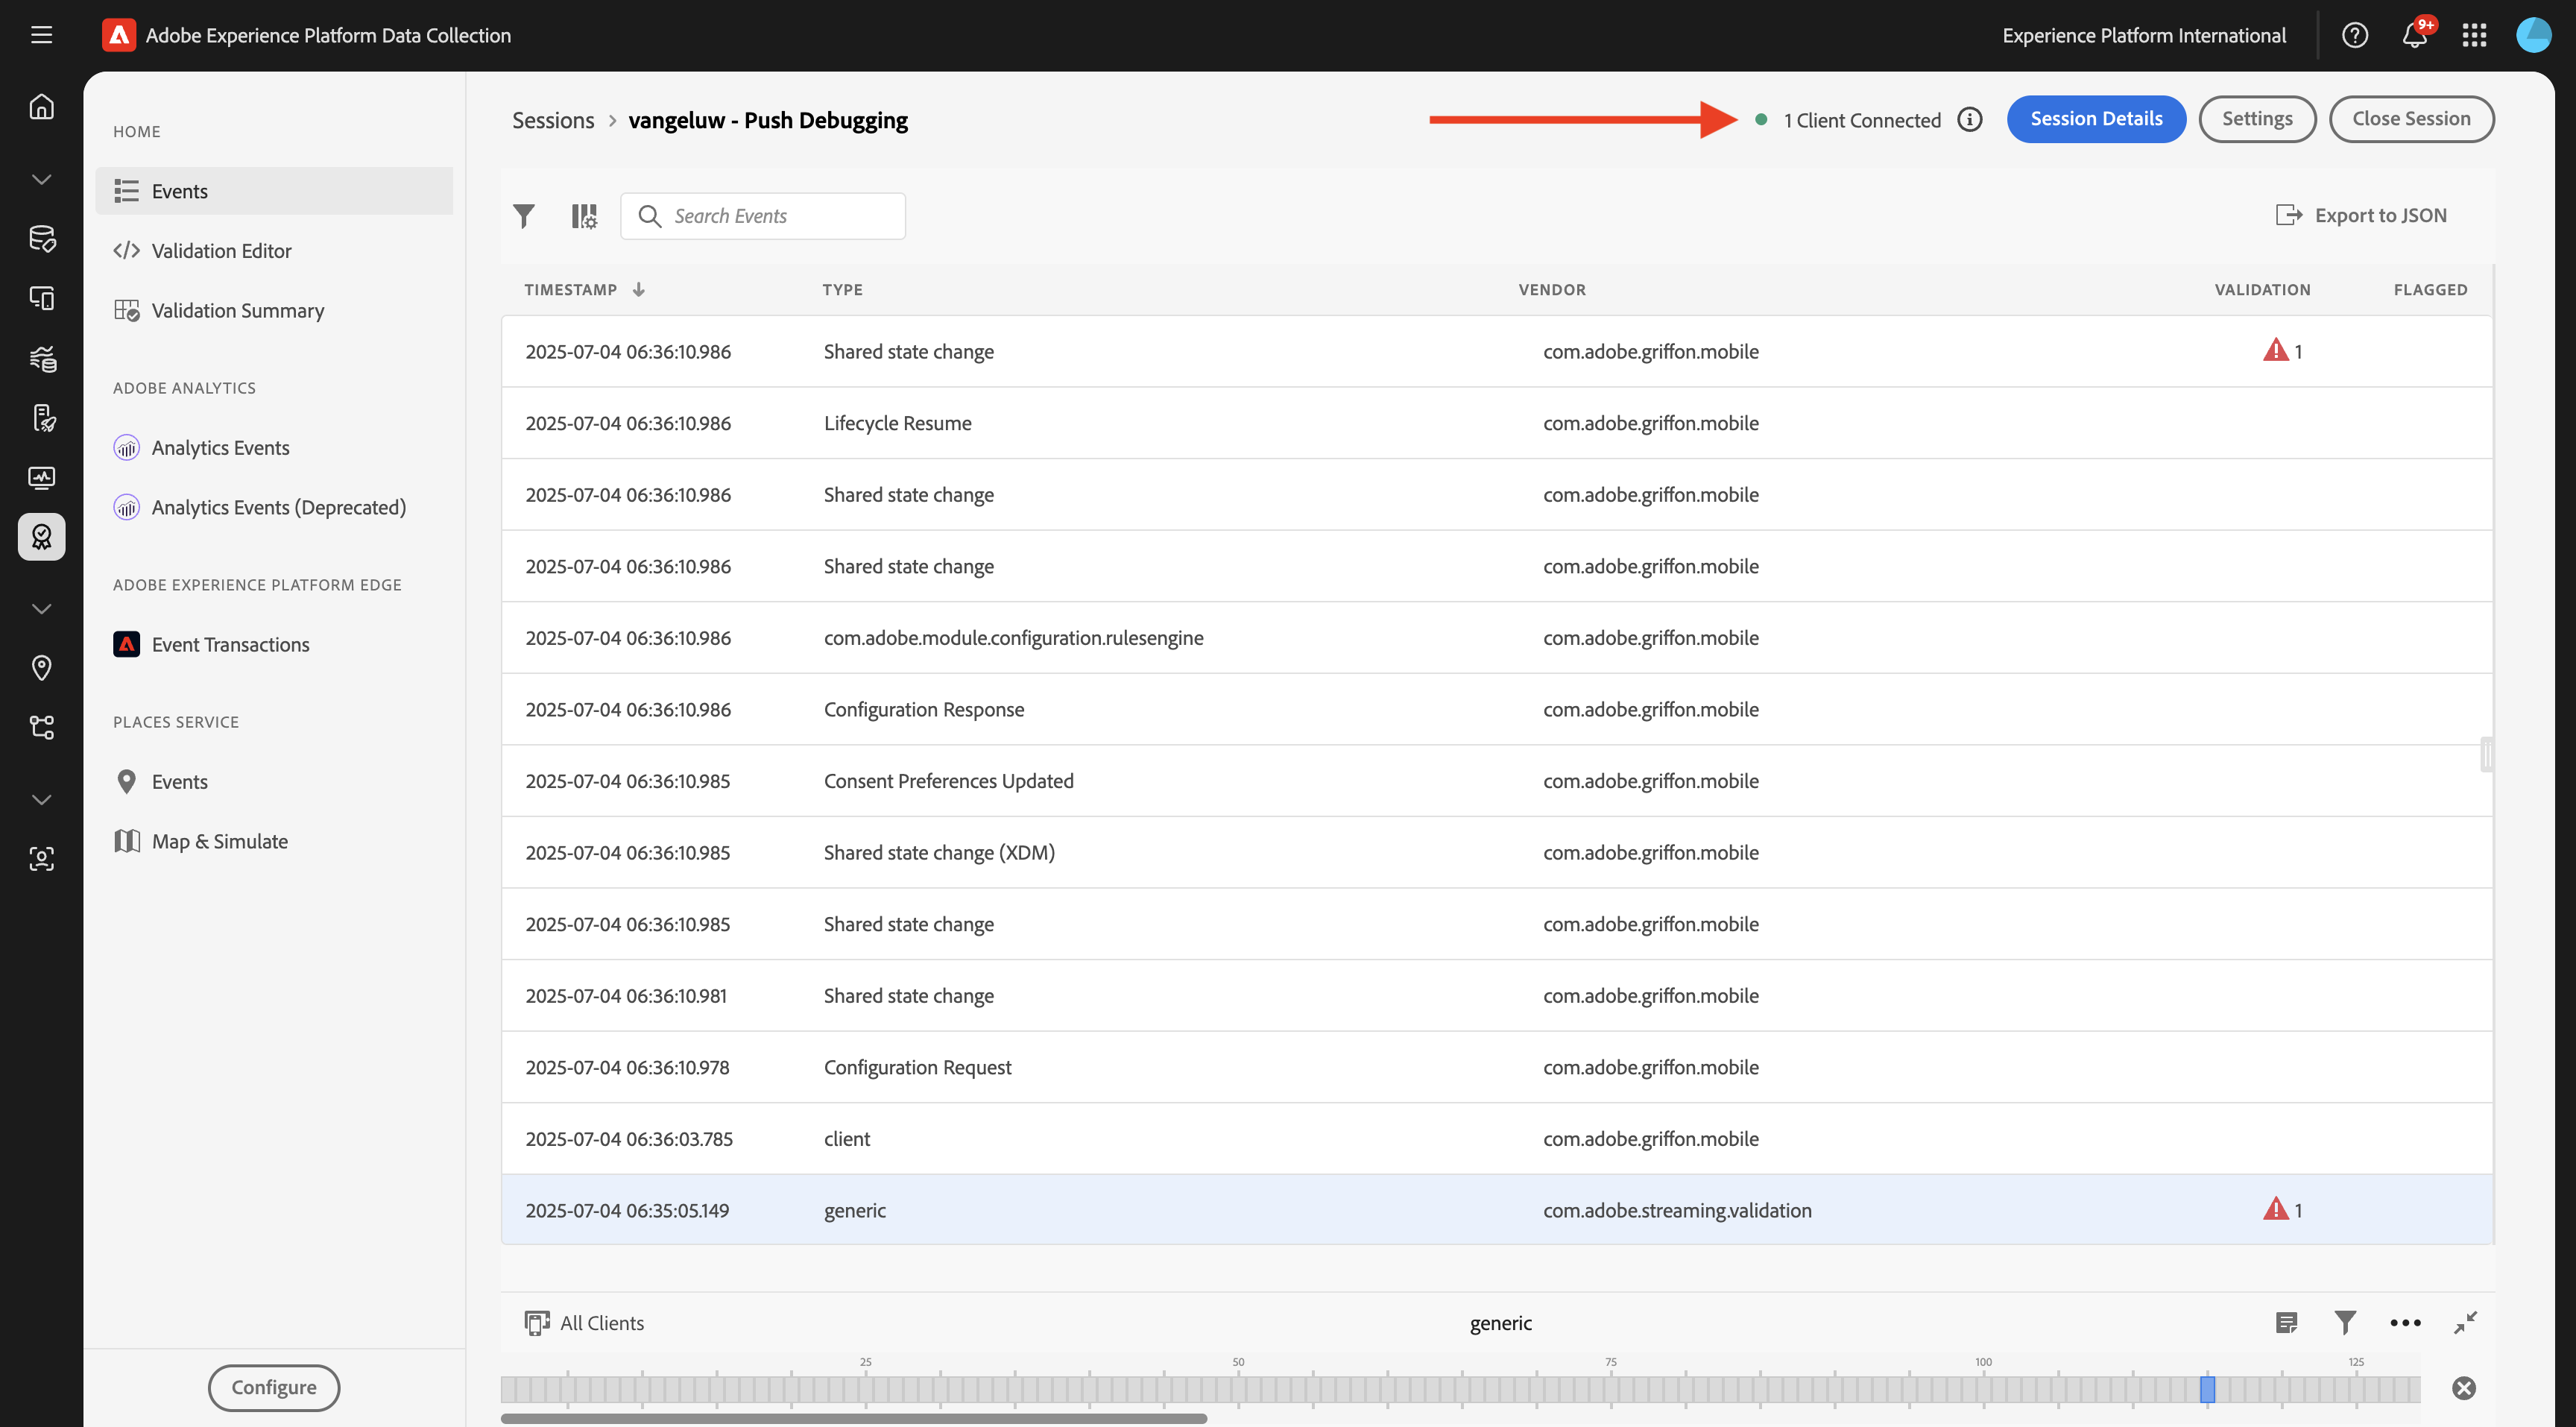 Adobe Experience Platform Data Collection
Experience Platform International
9+
HOME
Events
Validation Editor
Validation Summary
ADOBE ANALYTICS
Analytics Events
Analytics Events (Deprecated)
ADOBE EXPERIENCE PLATFORM EDGE
Event Transactions
PLACES SERVICE
Events
Map & Simulate
Configure
Sessions > vangeluw - Push Debugging
1 Client Connected
Session Details
Settings
Close Session
Search Events
Export to JSON
TIMESTAMP TYPE VENDOR VALIDATION FLAGGED
2025-07-04 06:36:10.986 Shared state change com.adobe.griffon.mobile 1
2025-07-04 06:36:10.986 Lifecycle Resume com.adobe.griffon.mobile
2025-07-04 06:36:10.986 Shared state change com.adobe.griffon.mobile
2025-07-04 06:36:10.986 Shared state change com.adobe.griffon.mobile
2025-07-04 06:36:10.986 com.adobe.module.configuration.rulesengine com.adobe.griffon.mobile
2025-07-04 06:36:10.986 Configuration Response com.adobe.griffon.mobile
2025-07-04 06:36:10.985 Consent Preferences Updated com.adobe.griffon.mobile
2025-07-04 06:36:10.985 Shared state change (XDM) com.adobe.griffon.mobile
2025-07-04 06:36:10.985 Shared state change com.adobe.griffon.mobile
2025-07-04 06:36:10.981 Shared state change com.adobe.griffon.mobile
2025-07-04 06:36:10.978 Configuration Request com.adobe.griffon.mobile
2025-07-04 06:36:03.785 client com.adobe.griffon.mobile
2025-07-04 06:35:05.149 generic com.adobe.streaming.validation 1
All Clients
generic
25 50 75 100 125